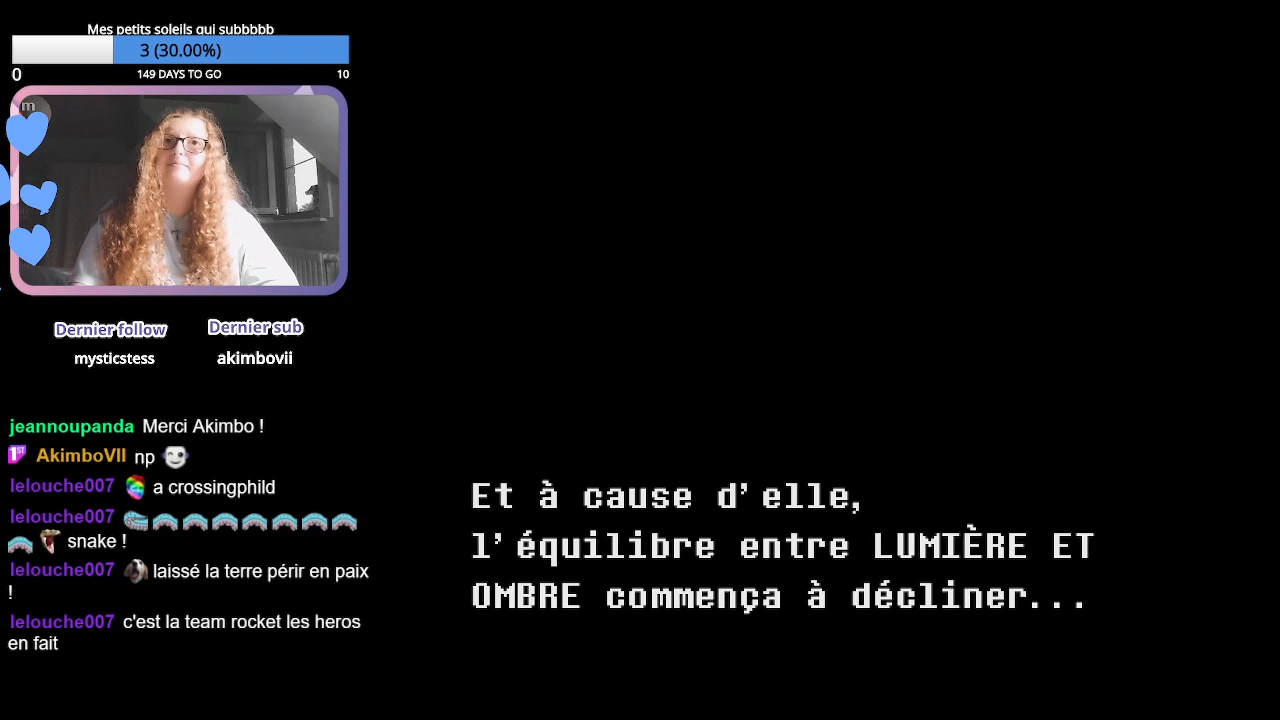 Mes petits soleils qui subbbbb
3 (30.00%)
0
149 DAYS TO GO
10
m
Dernier follow
Dernier sub
mysticstess
akimbovii
jeannoupanda Merci Akimbo !
1ST AkimboVII np
lelouche007 a crossingphild
lelouche007
snake !
lelouche007 laissé la terre périr en paix
!
lelouche007 c'est la team rocket les heros
en fait
Et à cause d'elle,
l'équilibre entre LUMIÈRE ET
OMBRE commença à décliner...